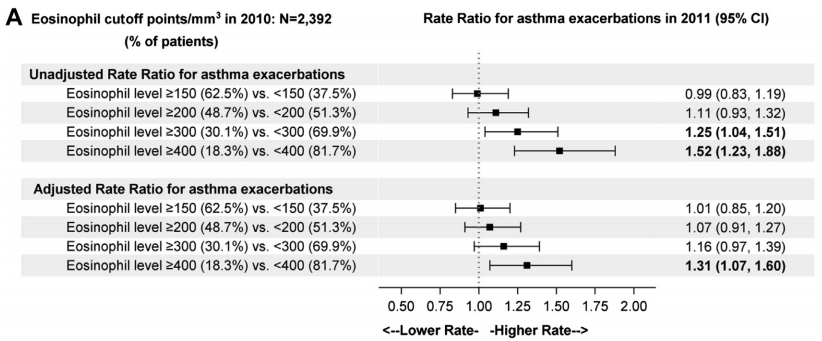 A Eosinophil cutoff points/mm³ in 2010: N=2,392 Rate Ratio for asthma exacerbations in 2011 (95% CI)
(% of patients)
Unadjusted Rate Ratio for asthma exacerbations
Eosinophil level ≥150 (62.5%) vs. <150 (37.5%) 0.99 (0.83, 1.19)
Eosinophil level ≥200 (48.7%) vs. <200 (51.3%) 1.11 (0.93, 1.32)
Eosinophil level ≥300 (30.1%) vs. <300 (69.9%) 1.25 (1.04, 1.51)
Eosinophil level ≥400 (18.3%) vs. <400 (81.7%) 1.52 (1.23, 1.88)
Adjusted Rate Ratio for asthma exacerbations
Eosinophil level ≥150 (62.5%) vs. <150 (37.5%) 1.01 (0.85, 1.20)
Eosinophil level ≥200 (48.7%) vs. <200 (51.3%) 1.07 (0.91, 1.27)
Eosinophil level ≥300 (30.1%) vs. <300 (69.9%) 1.16 (0.97, 1.39)
Eosinophil level ≥400 (18.3%) vs. <400 (81.7%) 1.31 (1.07, 1.60)
0.50 0.75 1.00 1.25 1.50 1.75 2.00
<--Lower Rate- -Higher Rate-->